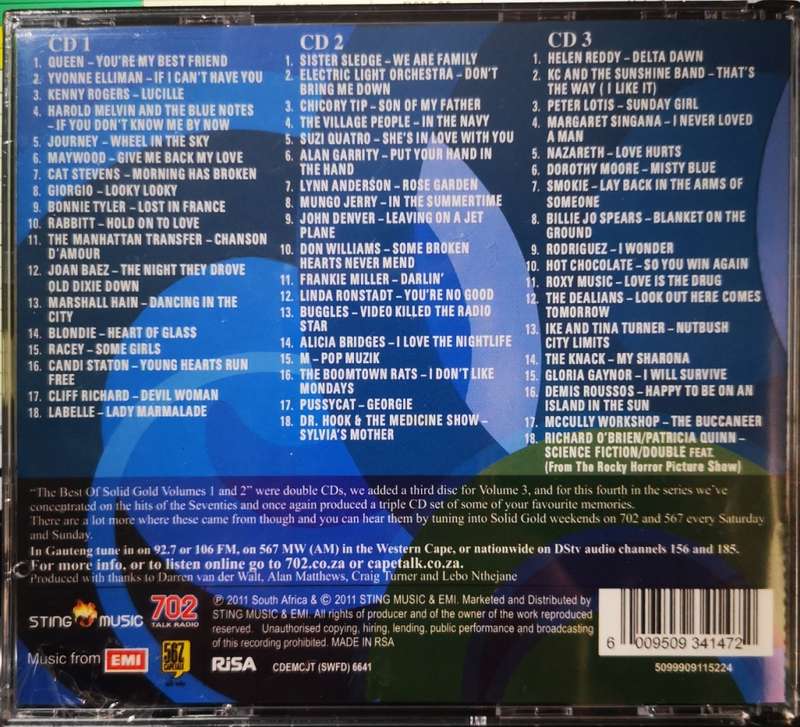 CD 1
1. QUEEN – YOU'RE MY BEST FRIEND
2. YVONNE ELLIMAN – IF I CAN'T HAVE YOU
3. KENNY ROGERS – LUCILLE
4. HAROLD MELVIN AND THE BLUE NOTES
– IF YOU DON'T KNOW ME BY NOW
5. JOURNEY – WHEEL IN THE SKY
6. MAYWOOD – GIVE ME BACK MY LOVE
7. CAT STEVENS – MORNING HAS BROKEN
8. GIORGIO – LOOKY LOOKY
9. BONNIE TYLER – LOST IN FRANCE
10. RABBITT – HOLD ON TO LOVE
11. THE MANHATTAN TRANSFER – CHANSON
D'AMOUR
12. JOAN BAEZ – THE NIGHT THEY DROVE
OLD DIXIE DOWN
13. MARSHALL HAIN – DANCING IN THE
CITY
14. BLONDIE – HEART OF GLASS
15. RACEY – SOME GIRLS
16. CANDI STATON – YOUNG HEARTS RUN
FREE
17. CLIFF RICHARD – DEVIL WOMAN
18. LABELLE – LADY MARMALADE
CD 2
1. SISTER SLEDGE – WE ARE FAMILY
2. ELECTRIC LIGHT ORCHESTRA – DON'T
BRING ME DOWN
3. CHICORY TIP – SON OF MY FATHER
4. THE VILLAGE PEOPLE – IN THE NAVY
5. SUZI QUATRO – SHE'S IN LOVE WITH YOU
6. ALAN GARRITY – PUT YOUR HAND IN
THE HAND
7. LYNN ANDERSON – ROSE GARDEN
8. MUNGO JERRY – IN THE SUMMERTIME
9. JOHN DENVER – LEAVING ON A JET
PLANE
10. DON WILLIAMS – SOME BROKEN
HEARTS NEVER MEND
11. FRANKIE MILLER – DARLIN'
12. LINDA RONSTADT – YOU'RE NO GOOD
13. BUGGLES – VIDEO KILLED THE RADIO
STAR
14. ALICIA BRIDGES – I LOVE THE NIGHTLIFE
15. M – POP MUZIK
16. THE BOOMTOWN RATS – I DON'T LIKE
MONDAYS
17. PUSSYCAT – GEORGIE
18. DR. HOOK & THE MEDICINE SHOW –
SYLVIA'S MOTHER
CD 3
1. HELEN REDDY – DELTA DAWN
2. KC AND THE SUNSHINE BAND – THAT'S
THE WAY ( I LIKE IT)
3. PETER LOTIS – SUNDAY GIRL
4. MARGARET SINGANA – I NEVER LOVED
A MAN
5. NAZARETH – LOVE HURTS
6. DOROTHY MOORE – MISTY BLUE
7. SMOKIE – LAY BACK IN THE ARMS OF
SOMEONE
8. BILLIE JO SPEARS – BLANKET ON THE
GROUND
9. RODRIGUEZ – I WONDER
10. HOT CHOCOLATE – SO YOU WIN AGAIN
11. ROXY MUSIC – LOVE IS THE DRUG
12. THE DEALIANS – LOOK OUT HERE COMES
TOMORROW
13. IKE AND TINA TURNER – NUTBUSH
CITY LIMITS
14. THE KNACK – MY SHARONA
15. GLORIA GAYNOR – I WILL SURVIVE
16. DEMIS ROUSSOS – HAPPY TO BE ON AN
ISLAND IN THE SUN
17. MCCULLY WORKSHOP – THE BUCCANEER
18. RICHARD O'BRIEN/PATRICIA QUINN –
SCIENCE FICTION/DOUBLE FEAT.
(From The Rocky Horror Picture Show)
"The Best Of Solid Gold Volumes 1 and 2" were double CDs, we added a third disc for Volume 3, and for this fourth in the series we've
concentrated on the hits of the Seventies and once again produced a triple CD set of some of your favourite memories.
There are a lot more where these came from though and you can hear them by tuning into Solid Gold weekends on 702 and 567 every Saturday
and Sunday.
In Gauteng tune in on 92.7 or 106 FM, on 567 MW (AM) in the Western Cape, or nationwide on DStv audio channels 156 and 185.
For more info. or to listen online go to 702.co.za or capetalk.co.za.
Produced with thanks to Darren van der Walt, Alan Matthews, Craig Turner and Lebo Nthejane
STING MUSIC
702
TALK RADIO
Music from EMI
567
CAPETALK
RiSA
℗ 2011 South Africa & © 2011 STING MUSIC & EMI. Marketed and Distributed by
STING MUSIC & EMI. All rights of producer and of the owner of the work reproduced
reserved. Unauthorised copying, hiring, lending, public performance and broadcasting
of this recording prohibited. MADE IN RSA
CDEMCJT (SWFD) 6641
6 009509 341472
5099909115224